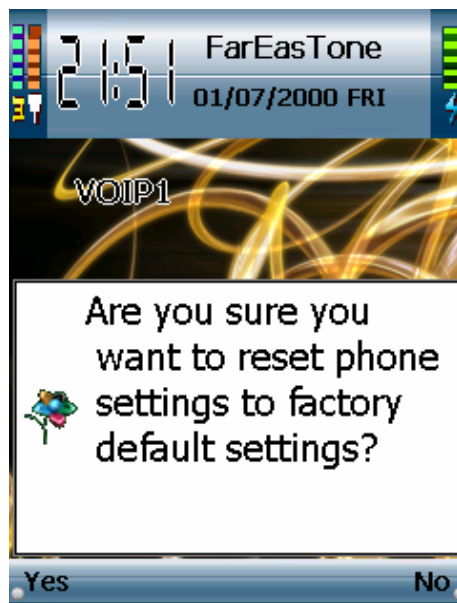 21:51
FarEasTone
01/07/2000 FRI
3
VOIP1
Are you sure you
want to reset phone
settings to factory
default settings?
Yes
No